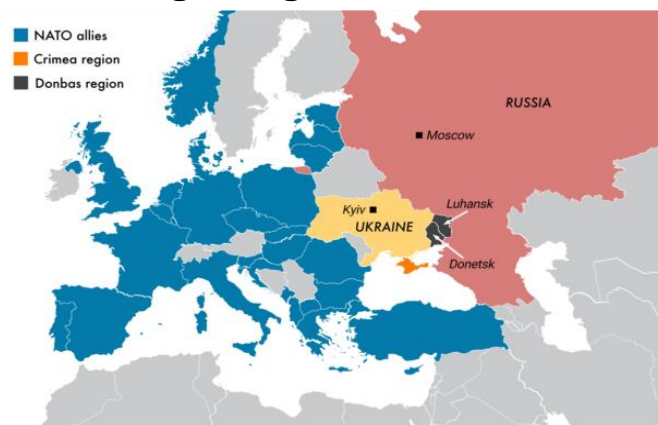 NATO allies
Crimea region
Donbas region
RUSSIA
Moscow
Luhansk
Kyiv
UKRAINE
Donetsk